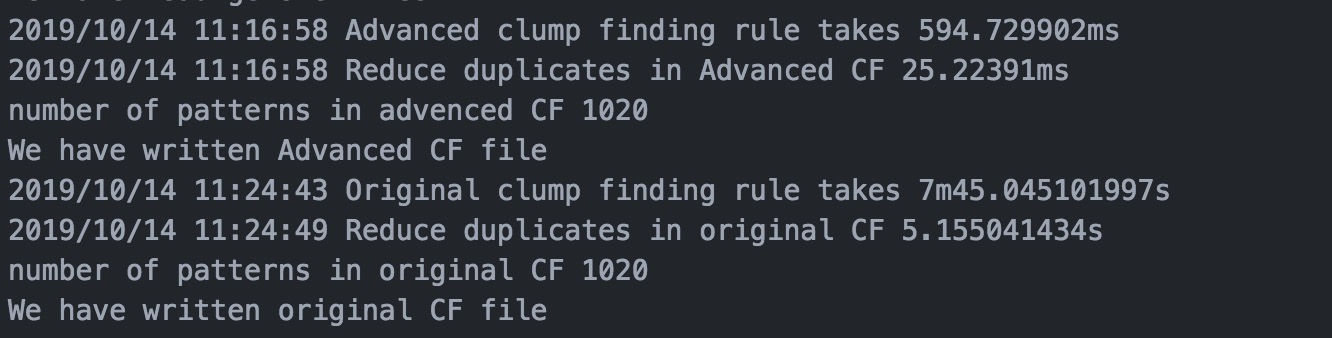 2019/10/14 11:16:58 Advanced clump finding rule takes 594.729902ms
2019/10/14 11:16:58 Reduce duplicates in Advanced CF 25.22391ms
number of patterns in advenced CF 1020
We have written Advanced CF file
2019/10/14 11:24:43 Original clump finding rule takes 7m45.045101997s
2019/10/14 11:24:49 Reduce duplicates in original CF 5.155041434s
number of patterns in original CF 1020
We have written original CF file